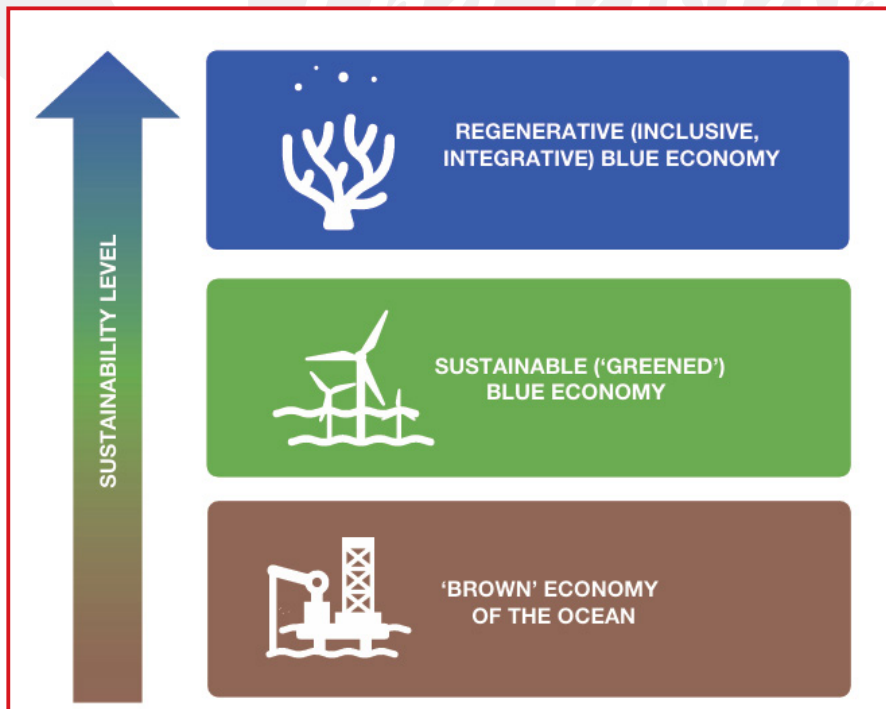 REGENERATIVE (INCLUSIVE,
INTEGRATIVE) BLUE ECONOMY
SUSTAINABILITY LEVEL
SUSTAINABLE (‘GREENED’)
BLUE ECONOMY
‘BROWN’ ECONOMY
OF THE OCEAN